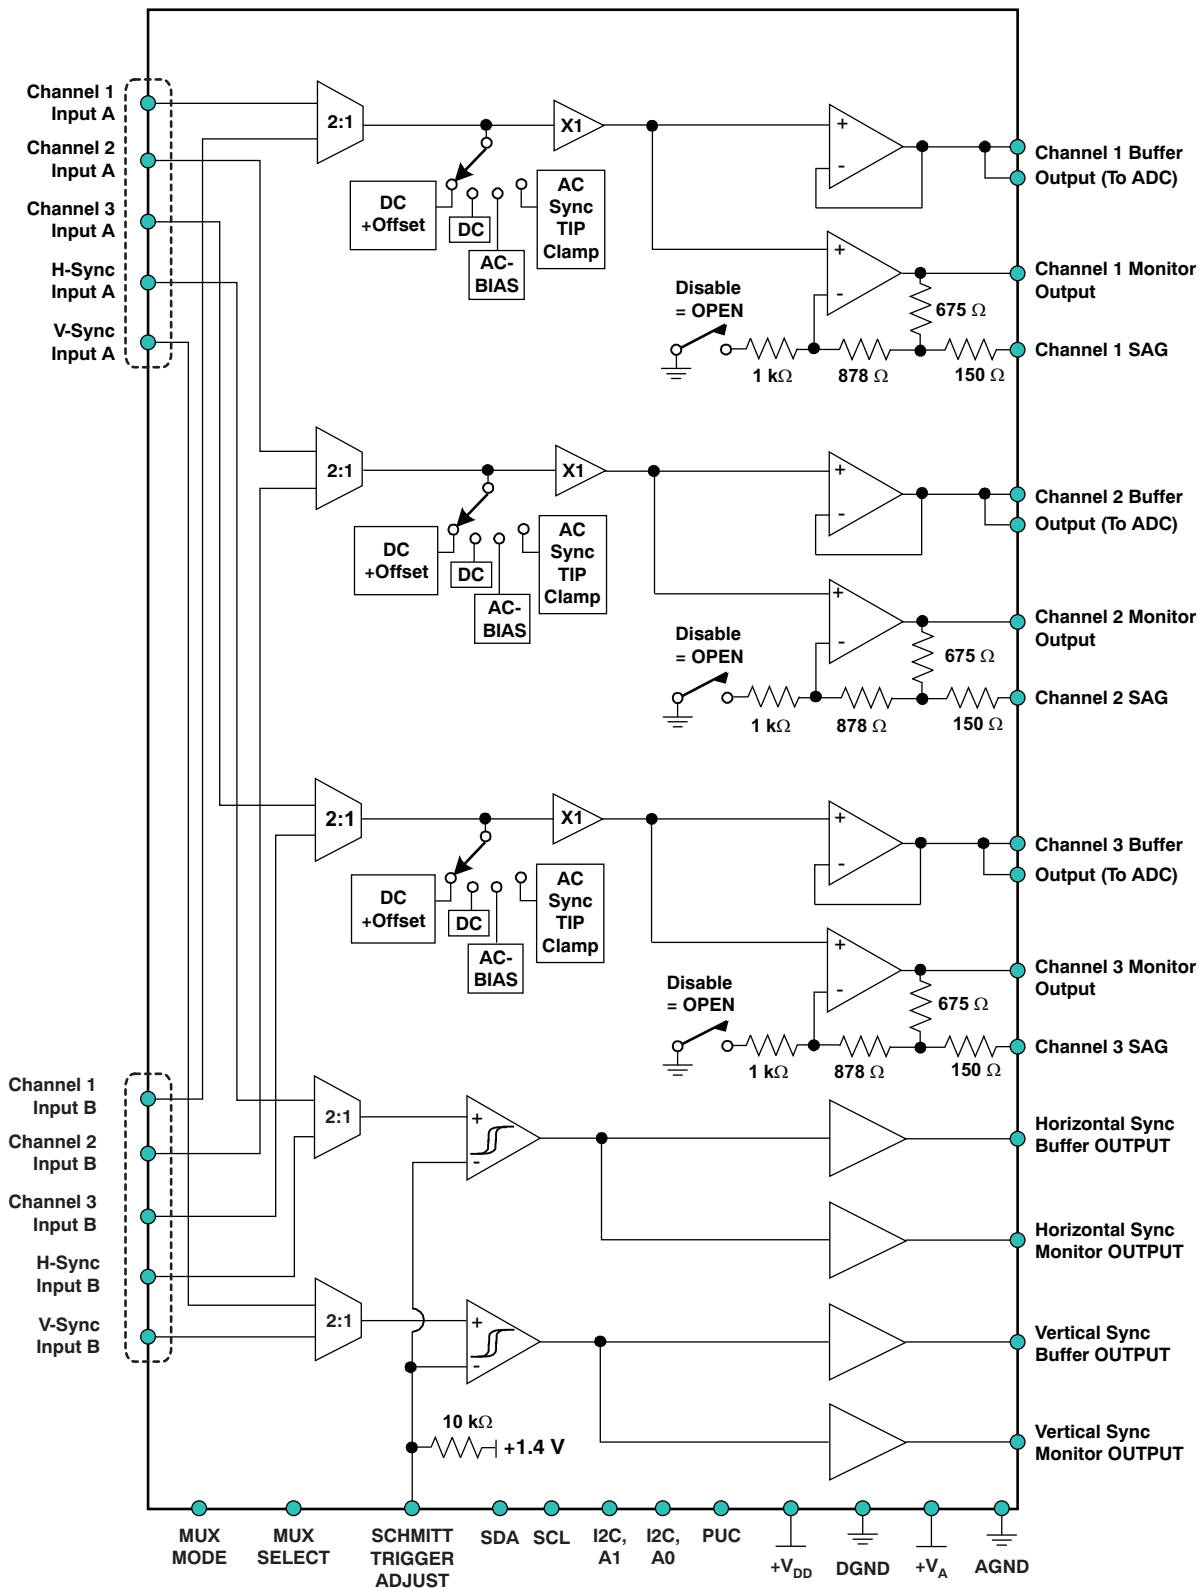 Channel 1
Input A
Channel 2
Input A
Channel 3
Input A
H-Sync
Input A
V-Sync
Input A
2:1
X1
+
-
DC
+Offset
DC
AC-
BIAS
AC
Sync
TIP
Clamp
Channel 1 Buffer
Output (To ADC)
+
-
Channel 1 Monitor
Output
Disable
= OPEN
675 Ω
1 kΩ
878 Ω
150 Ω
Channel 1 SAG
2:1
X1
+
-
DC
+Offset
DC
AC-
BIAS
AC
Sync
TIP
Clamp
Channel 2 Buffer
Output (To ADC)
+
-
Channel 2 Monitor
Output
Disable
= OPEN
675 Ω
1 kΩ
878 Ω
150 Ω
Channel 2 SAG
2:1
X1
+
-
DC
+Offset
DC
AC-
BIAS
AC
Sync
TIP
Clamp
Channel 3 Buffer
Output (To ADC)
+
-
Channel 3 Monitor
Output
Disable
= OPEN
675 Ω
1 kΩ
878 Ω
150 Ω
Channel 3 SAG
Channel 1
Input B
Channel 2
Input B
Channel 3
Input B
H-Sync
Input B
V-Sync
Input B
2:1
+
-
Horizontal Sync
Buffer OUTPUT
Horizontal Sync
Monitor OUTPUT
2:1
+
-
Vertical Sync
Buffer OUTPUT
Vertical Sync
Monitor OUTPUT
10 kΩ
+1.4 V
MUX
MODE
MUX
SELECT
SCHMITT
TRIGGER
ADJUST
SDA
SCL
I2C,
A1
I2C,
A0
PUC
+VDD
DGND
+VA
AGND